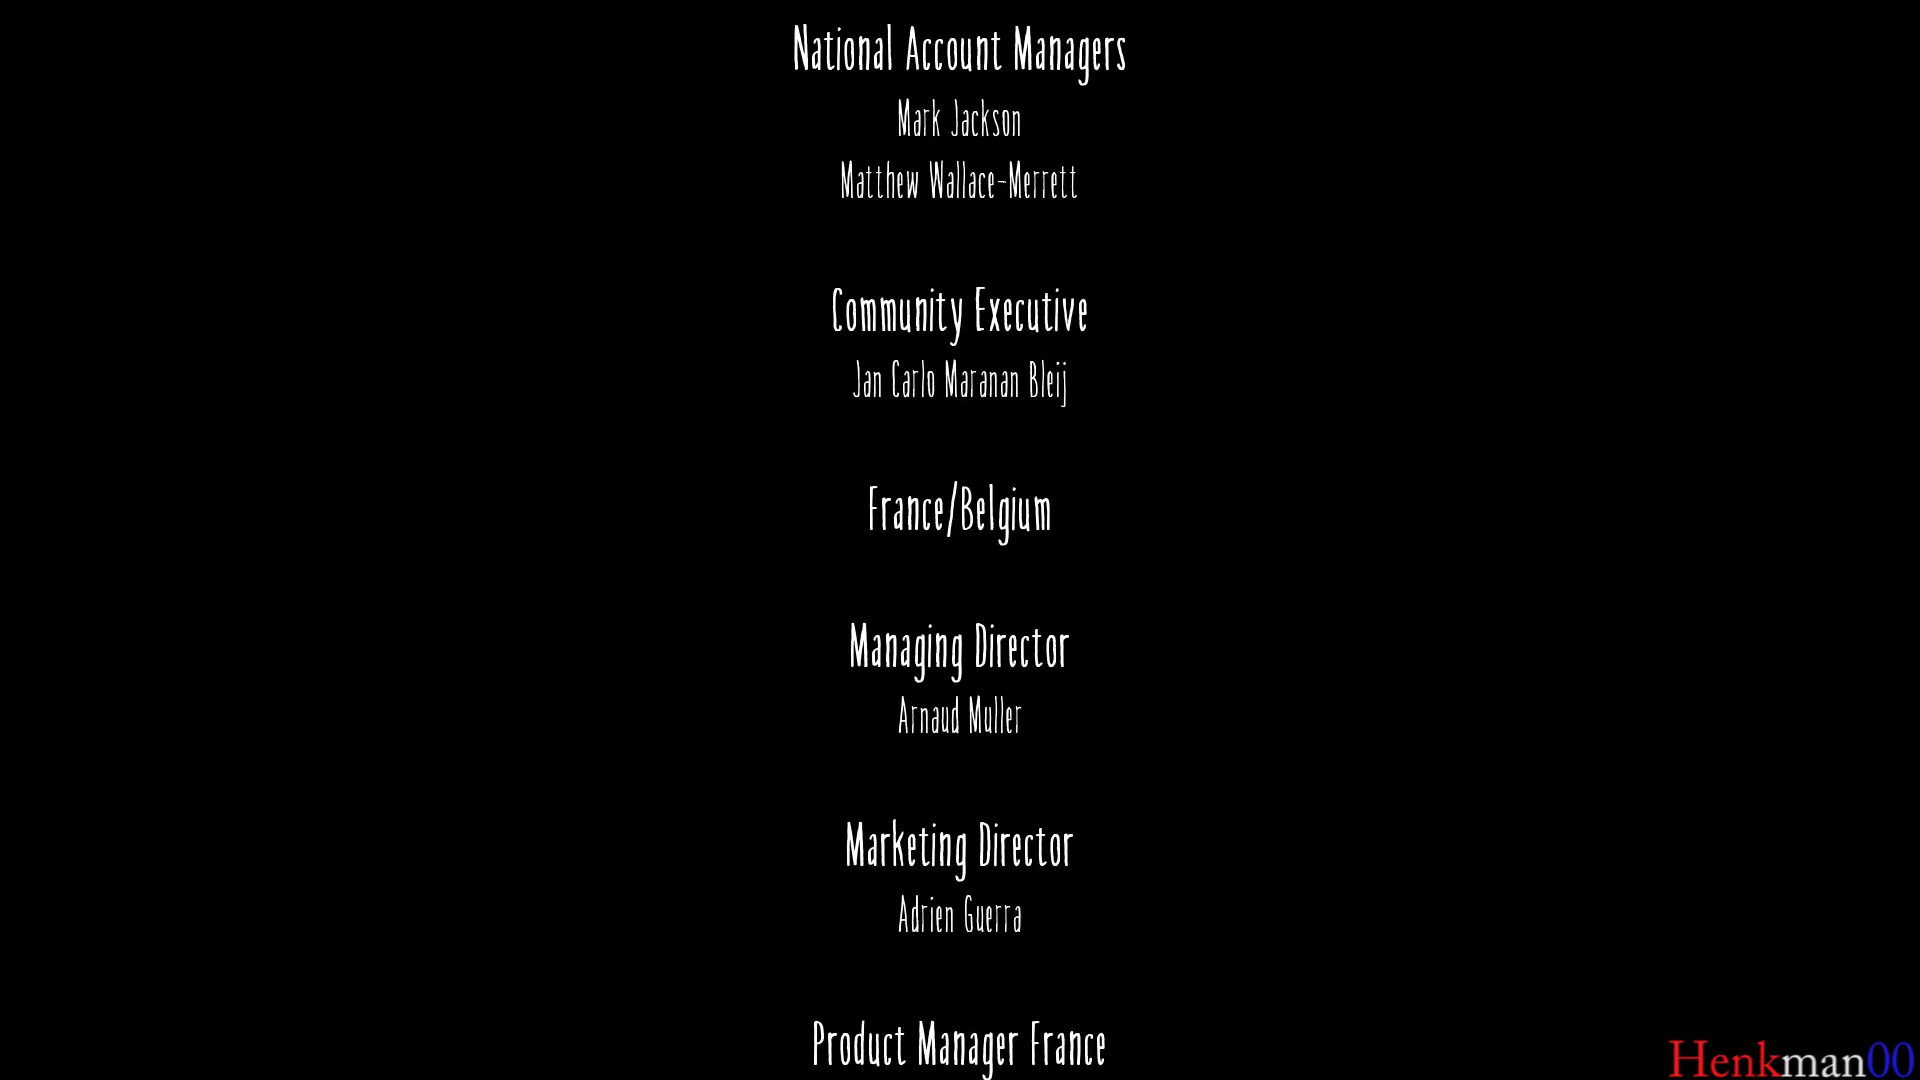 National Account Managers
Mark Jackson
Matthew Wallace-Merrett
Community Executive
Jan Carlo Maranan Bleij
France/Belgium
Managing Director
Arnaud Muller
Marketing Director
Adrien Guerra
Product Manager France
Henkman00